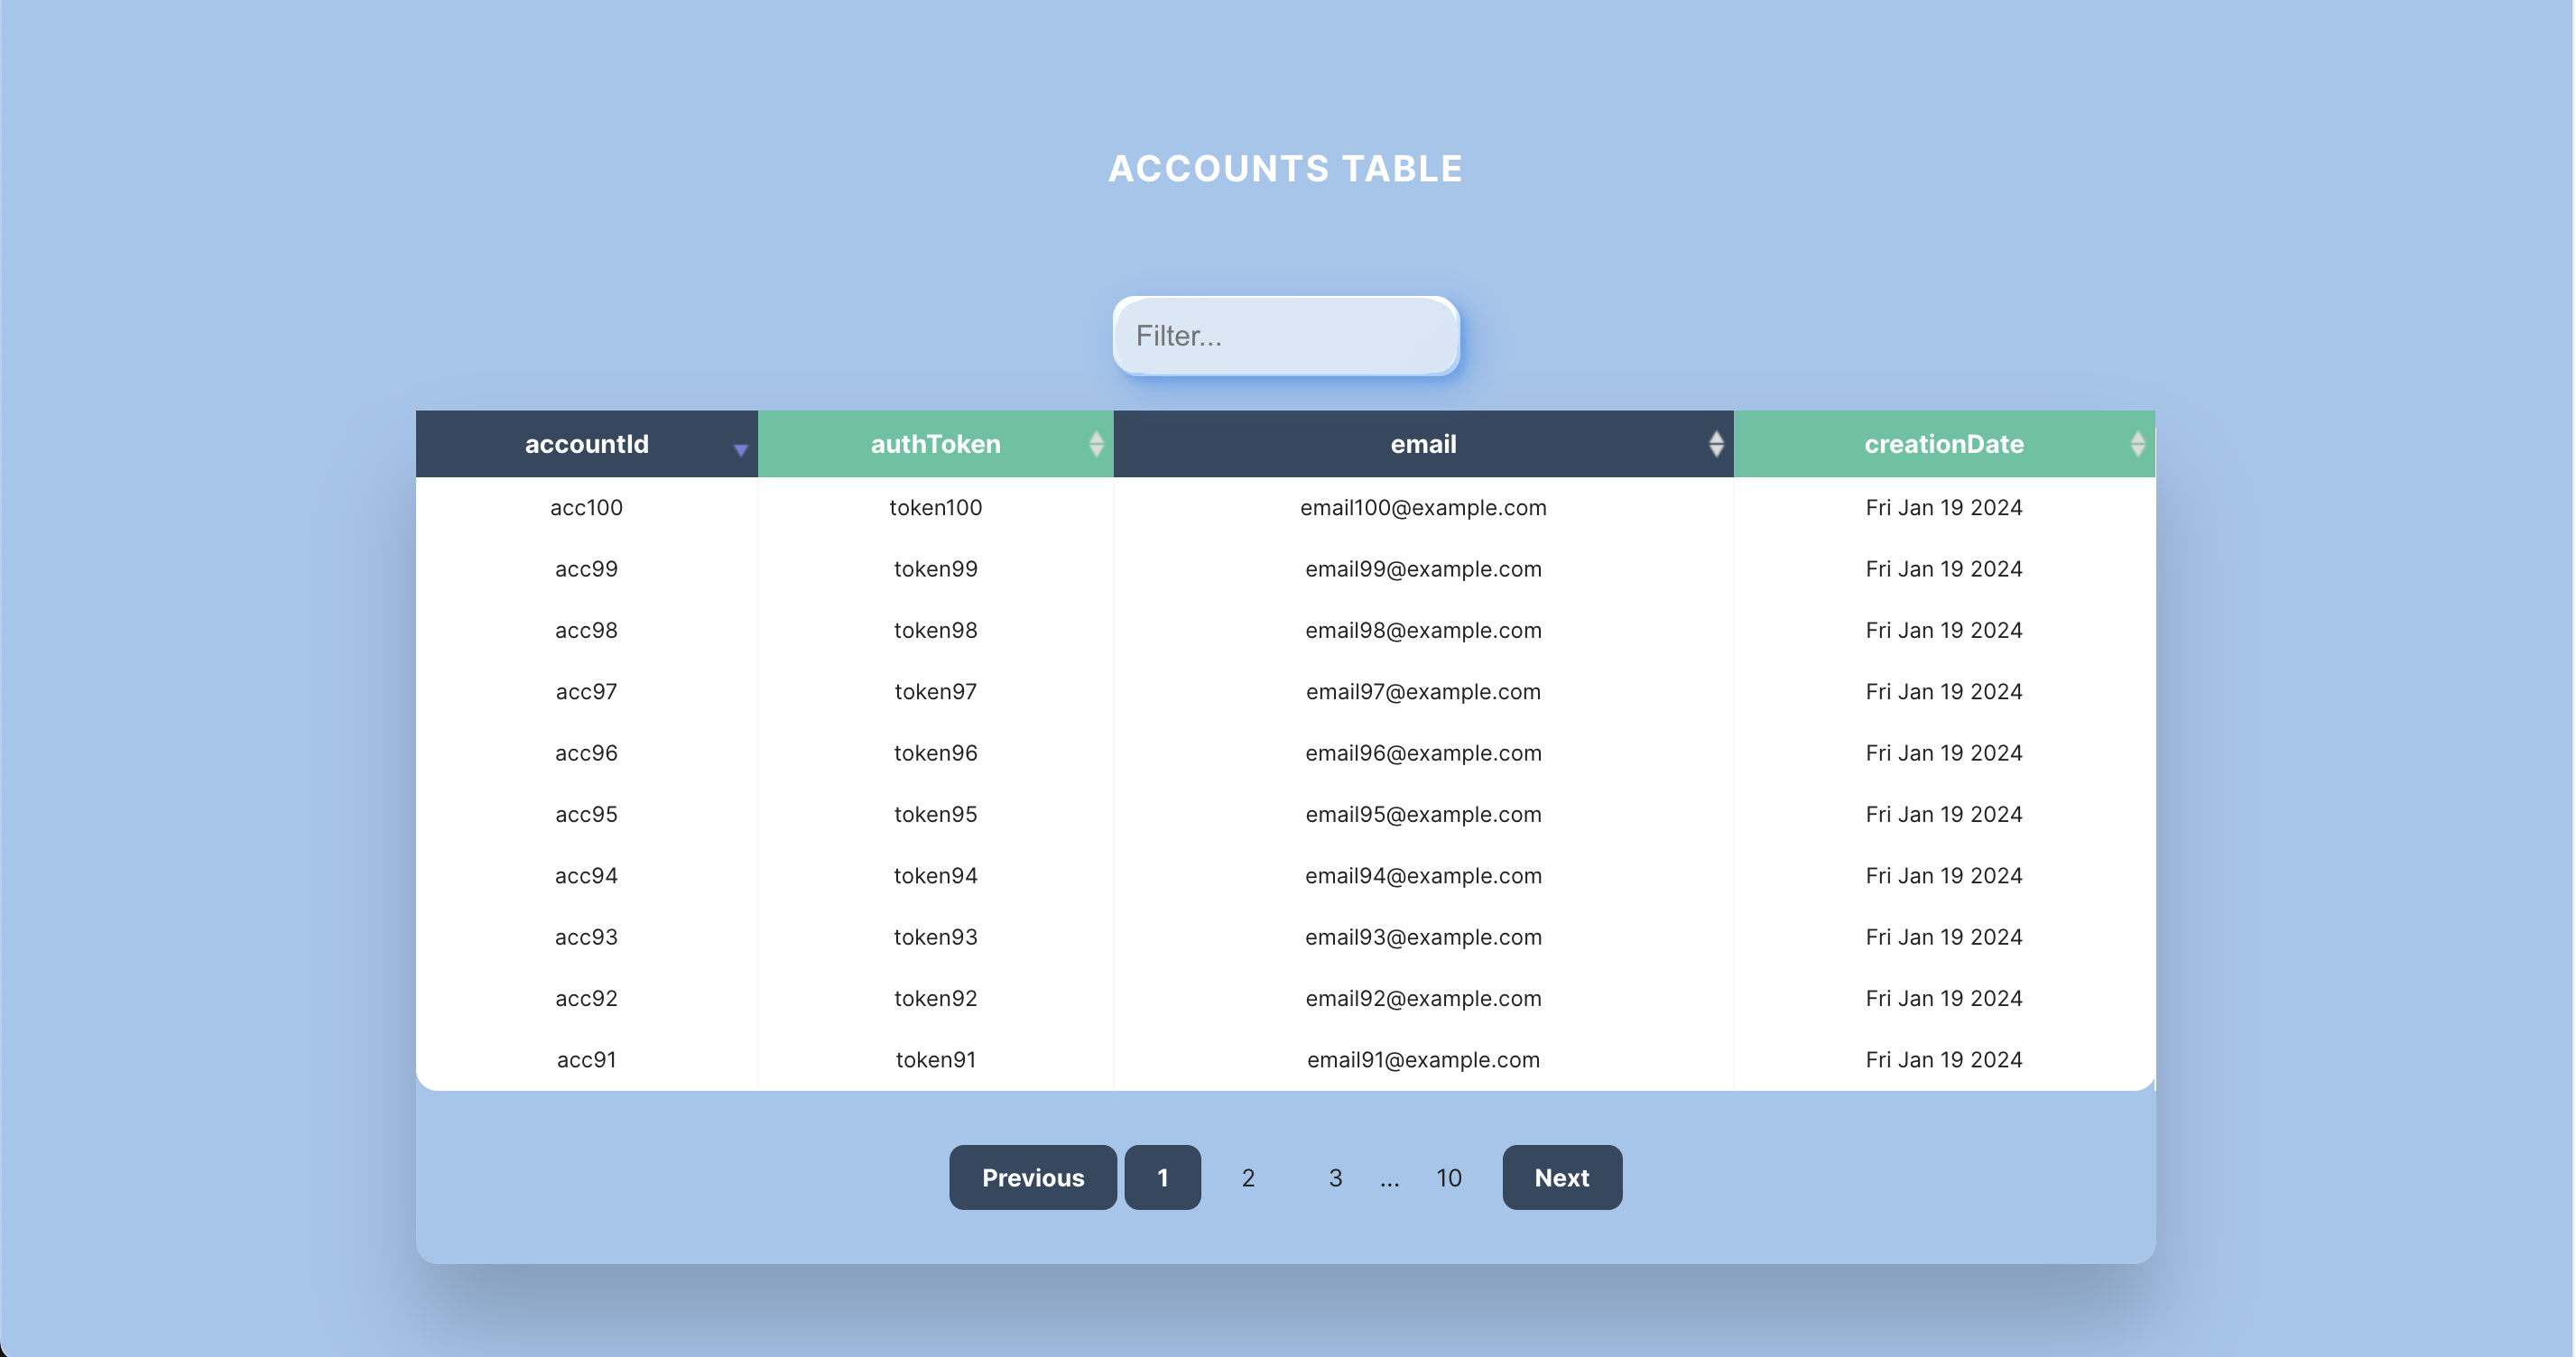 ACCOUNTS TABLE
Filter...
accountId authToken email creationDate
acc100 token100 email100@example.com Fri Jan 19 2024
acc99 token99 email99@example.com Fri Jan 19 2024
acc98 token98 email98@example.com Fri Jan 19 2024
acc97 token97 email97@example.com Fri Jan 19 2024
acc96 token96 email96@example.com Fri Jan 19 2024
acc95 token95 email95@example.com Fri Jan 19 2024
acc94 token94 email94@example.com Fri Jan 19 2024
acc93 token93 email93@example.com Fri Jan 19 2024
acc92 token92 email92@example.com Fri Jan 19 2024
acc91 token91 email91@example.com Fri Jan 19 2024
Previous 1 2 3 ... 10 Next